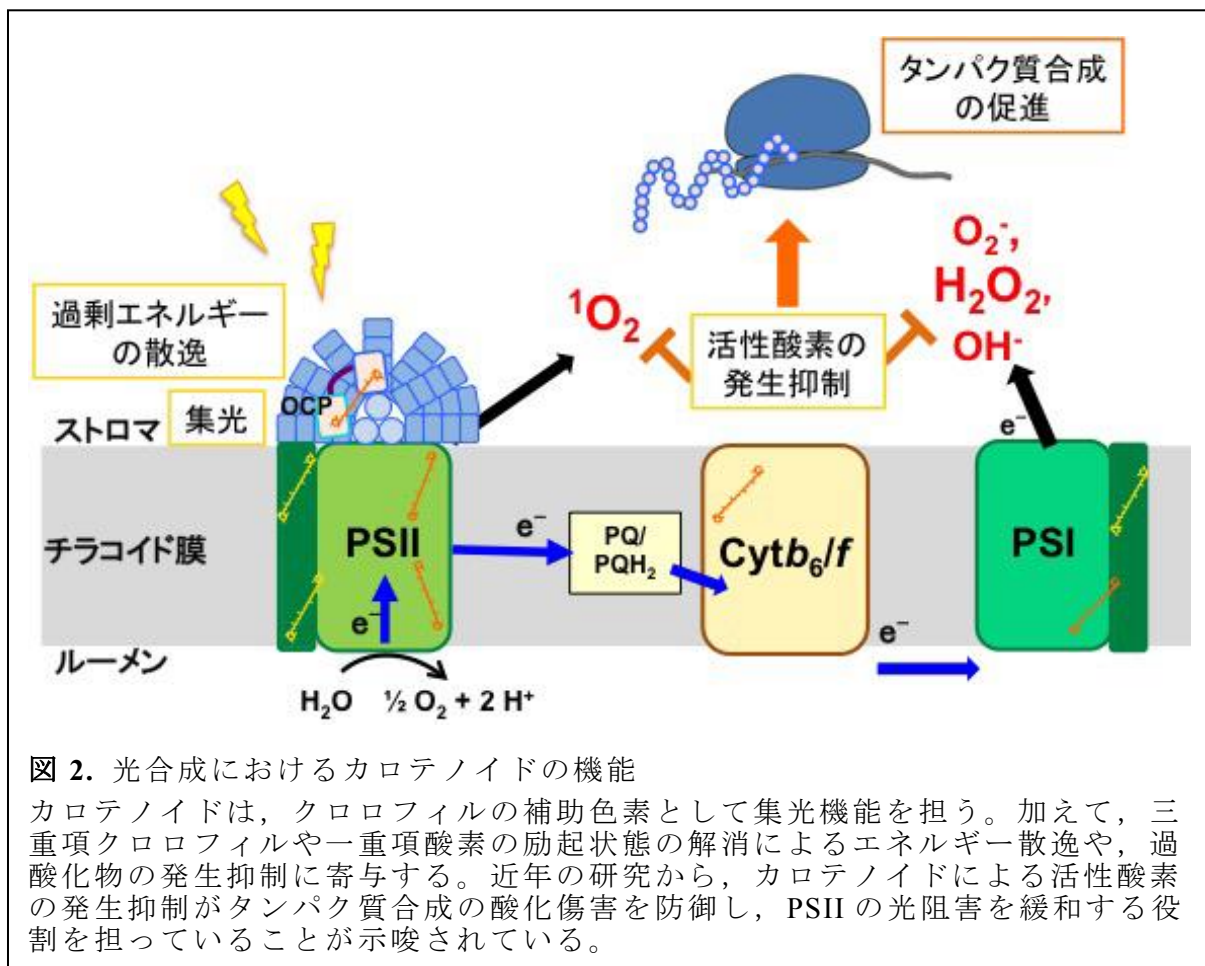 タンパク質合成
の促進
過剰エネルギー
の散逸
O₂⁻,
H₂O₂,
OH⁻
¹O₂
活性酸素の
発生抑制
OCP
集光
ストロマ
e⁻
チラコイド膜
PSII
e⁻
PQ/
PQH₂
Cytb₆/f
PSI
e⁻
e⁻
ルーメン
H₂O ½ O₂ + 2 H⁺
図 2. 光合成におけるカロテノイドの機能
カロテノイドは，クロロフィルの補助色素として集光機能を担う。加えて，三
重項クロロフィルや一重項酸素の励起状態の解消によるエネルギー散逸や，過
酸化物の発生抑制に寄与する。近年の研究から，カロテノイドによる活性酸素
の発生抑制がタンパク質合成の酸化傷害を防御し，PSII の光阻害を緩和する役
割を担っていることが示唆されている。